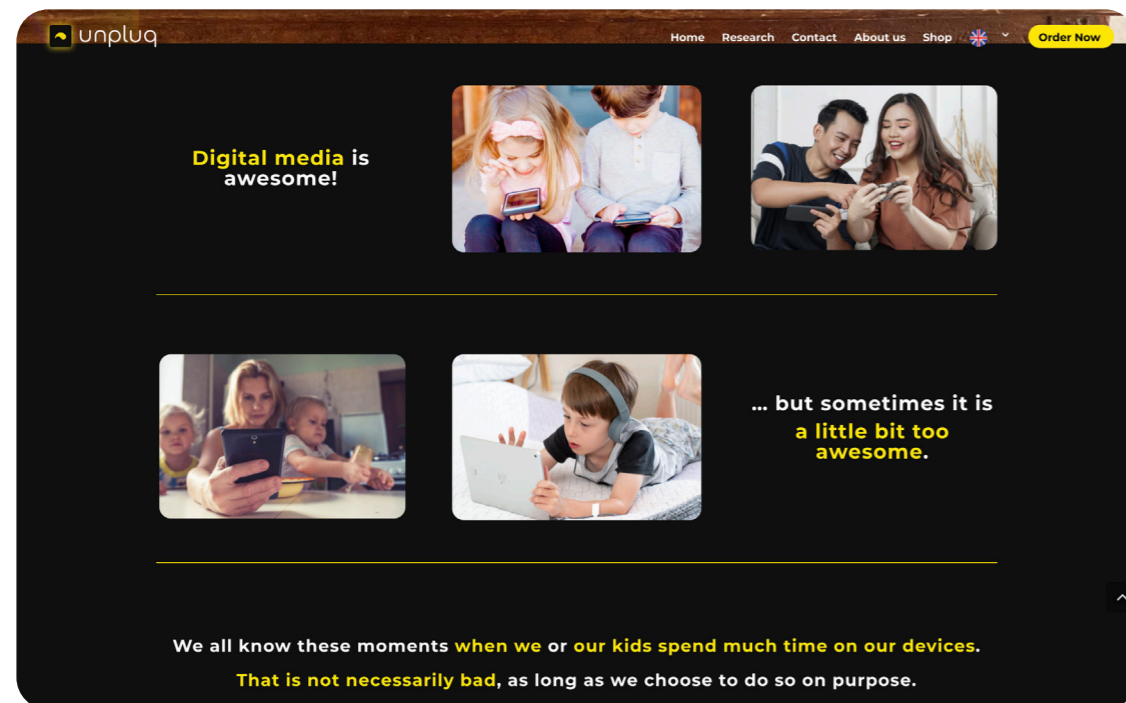 unpluq
Home Research Contact About us Shop Order Now
Digital media is
awesome!
... but sometimes it is
a little bit too
awesome.
We all know these moments when we or our kids spend much time on our devices.
That is not necessarily bad, as long as we choose to do so on purpose.